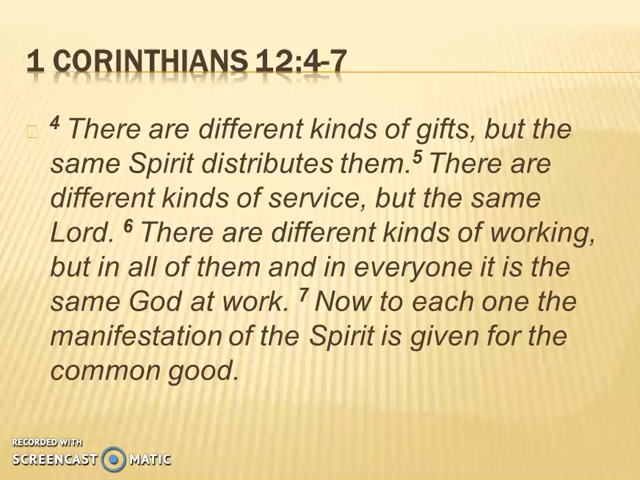 1 CORINTHIANS 12:4-7
4 There are different kinds of gifts, but the
same Spirit distributes them.5 There are
different kinds of service, but the same
Lord. 6 There are different kinds of working,
but in all of them and in everyone it is the
same God at work. 7 Now to each one the
manifestation of the Spirit is given for the
common good.
RECORDED WITH
SCREENCAST MATIC